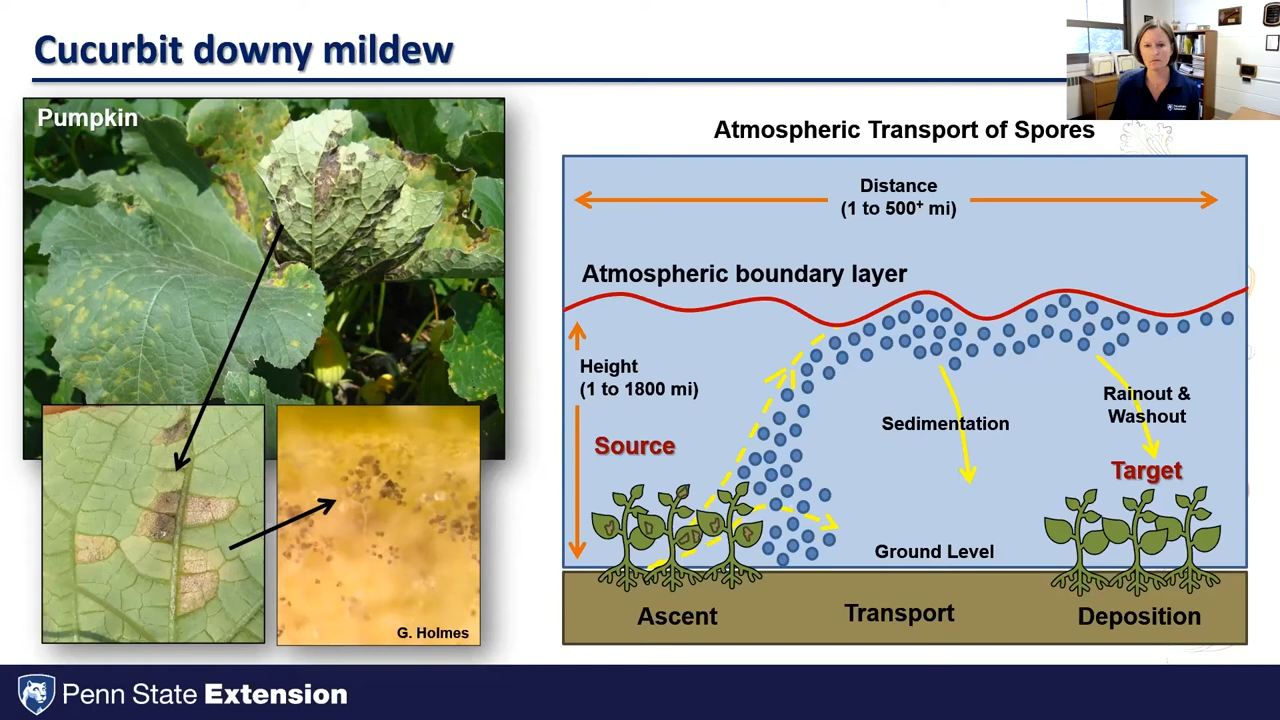 Cucurbit downy mildew
Pumpkin
G. Holmes
Atmospheric Transport of Spores
Distance
(1 to 500+ mi)
Atmospheric boundary layer
Height
(1 to 1800 mi)
Source
Sedimentation
Rainout &
Washout
Target
Ground Level
Ascent
Transport
Deposition
Penn State Extension